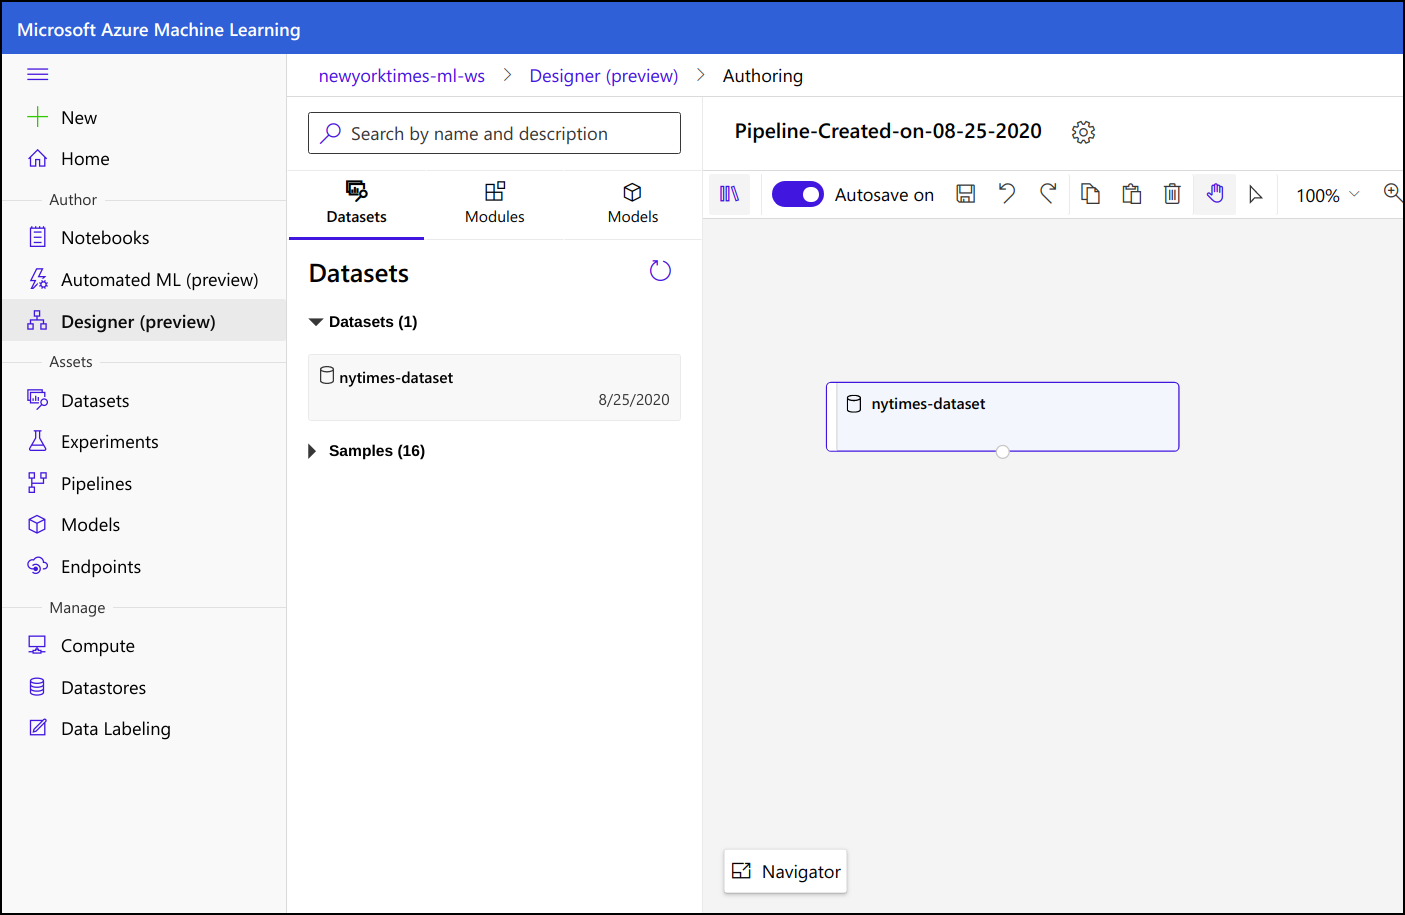 Microsoft Azure Machine Learning
newyorktimes-ml-ws > Designer (preview) > Authoring
New
Home
Author
Notebooks
Automated ML (preview)
Designer (preview)
Assets
Datasets
Experiments
Pipelines
Models
Endpoints
Manage
Compute
Datastores
Data Labeling
Search by name and description
Datasets
Modules
Models
Datasets
Datasets (1)
nytimes-dataset
8/25/2020
Samples (16)
Pipeline-Created-on-08-25-2020
Autosave on
100%
nytimes-dataset
Navigator